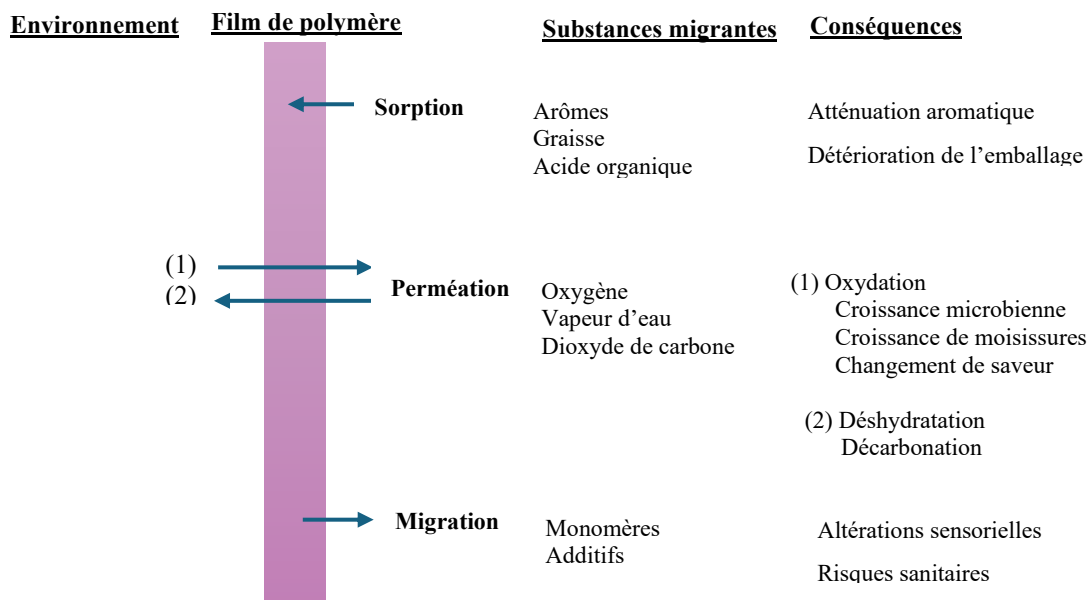 Environnement Film de polymère Substances migrantes Conséquences
Sorption Arômes Atténuation aromatique
Graisse
Acide organique Détérioration de l’emballage
(1)
(2)
Perméation Oxygène (1) Oxydation
Vapeur d’eau Croissance microbienne
Dioxyde de carbone Croissance de moisissures
Changement de saveur
(2) Déshydratation
Décarbonation
Migration Monomères Altérations sensorielles
Additifs
Risques sanitaires